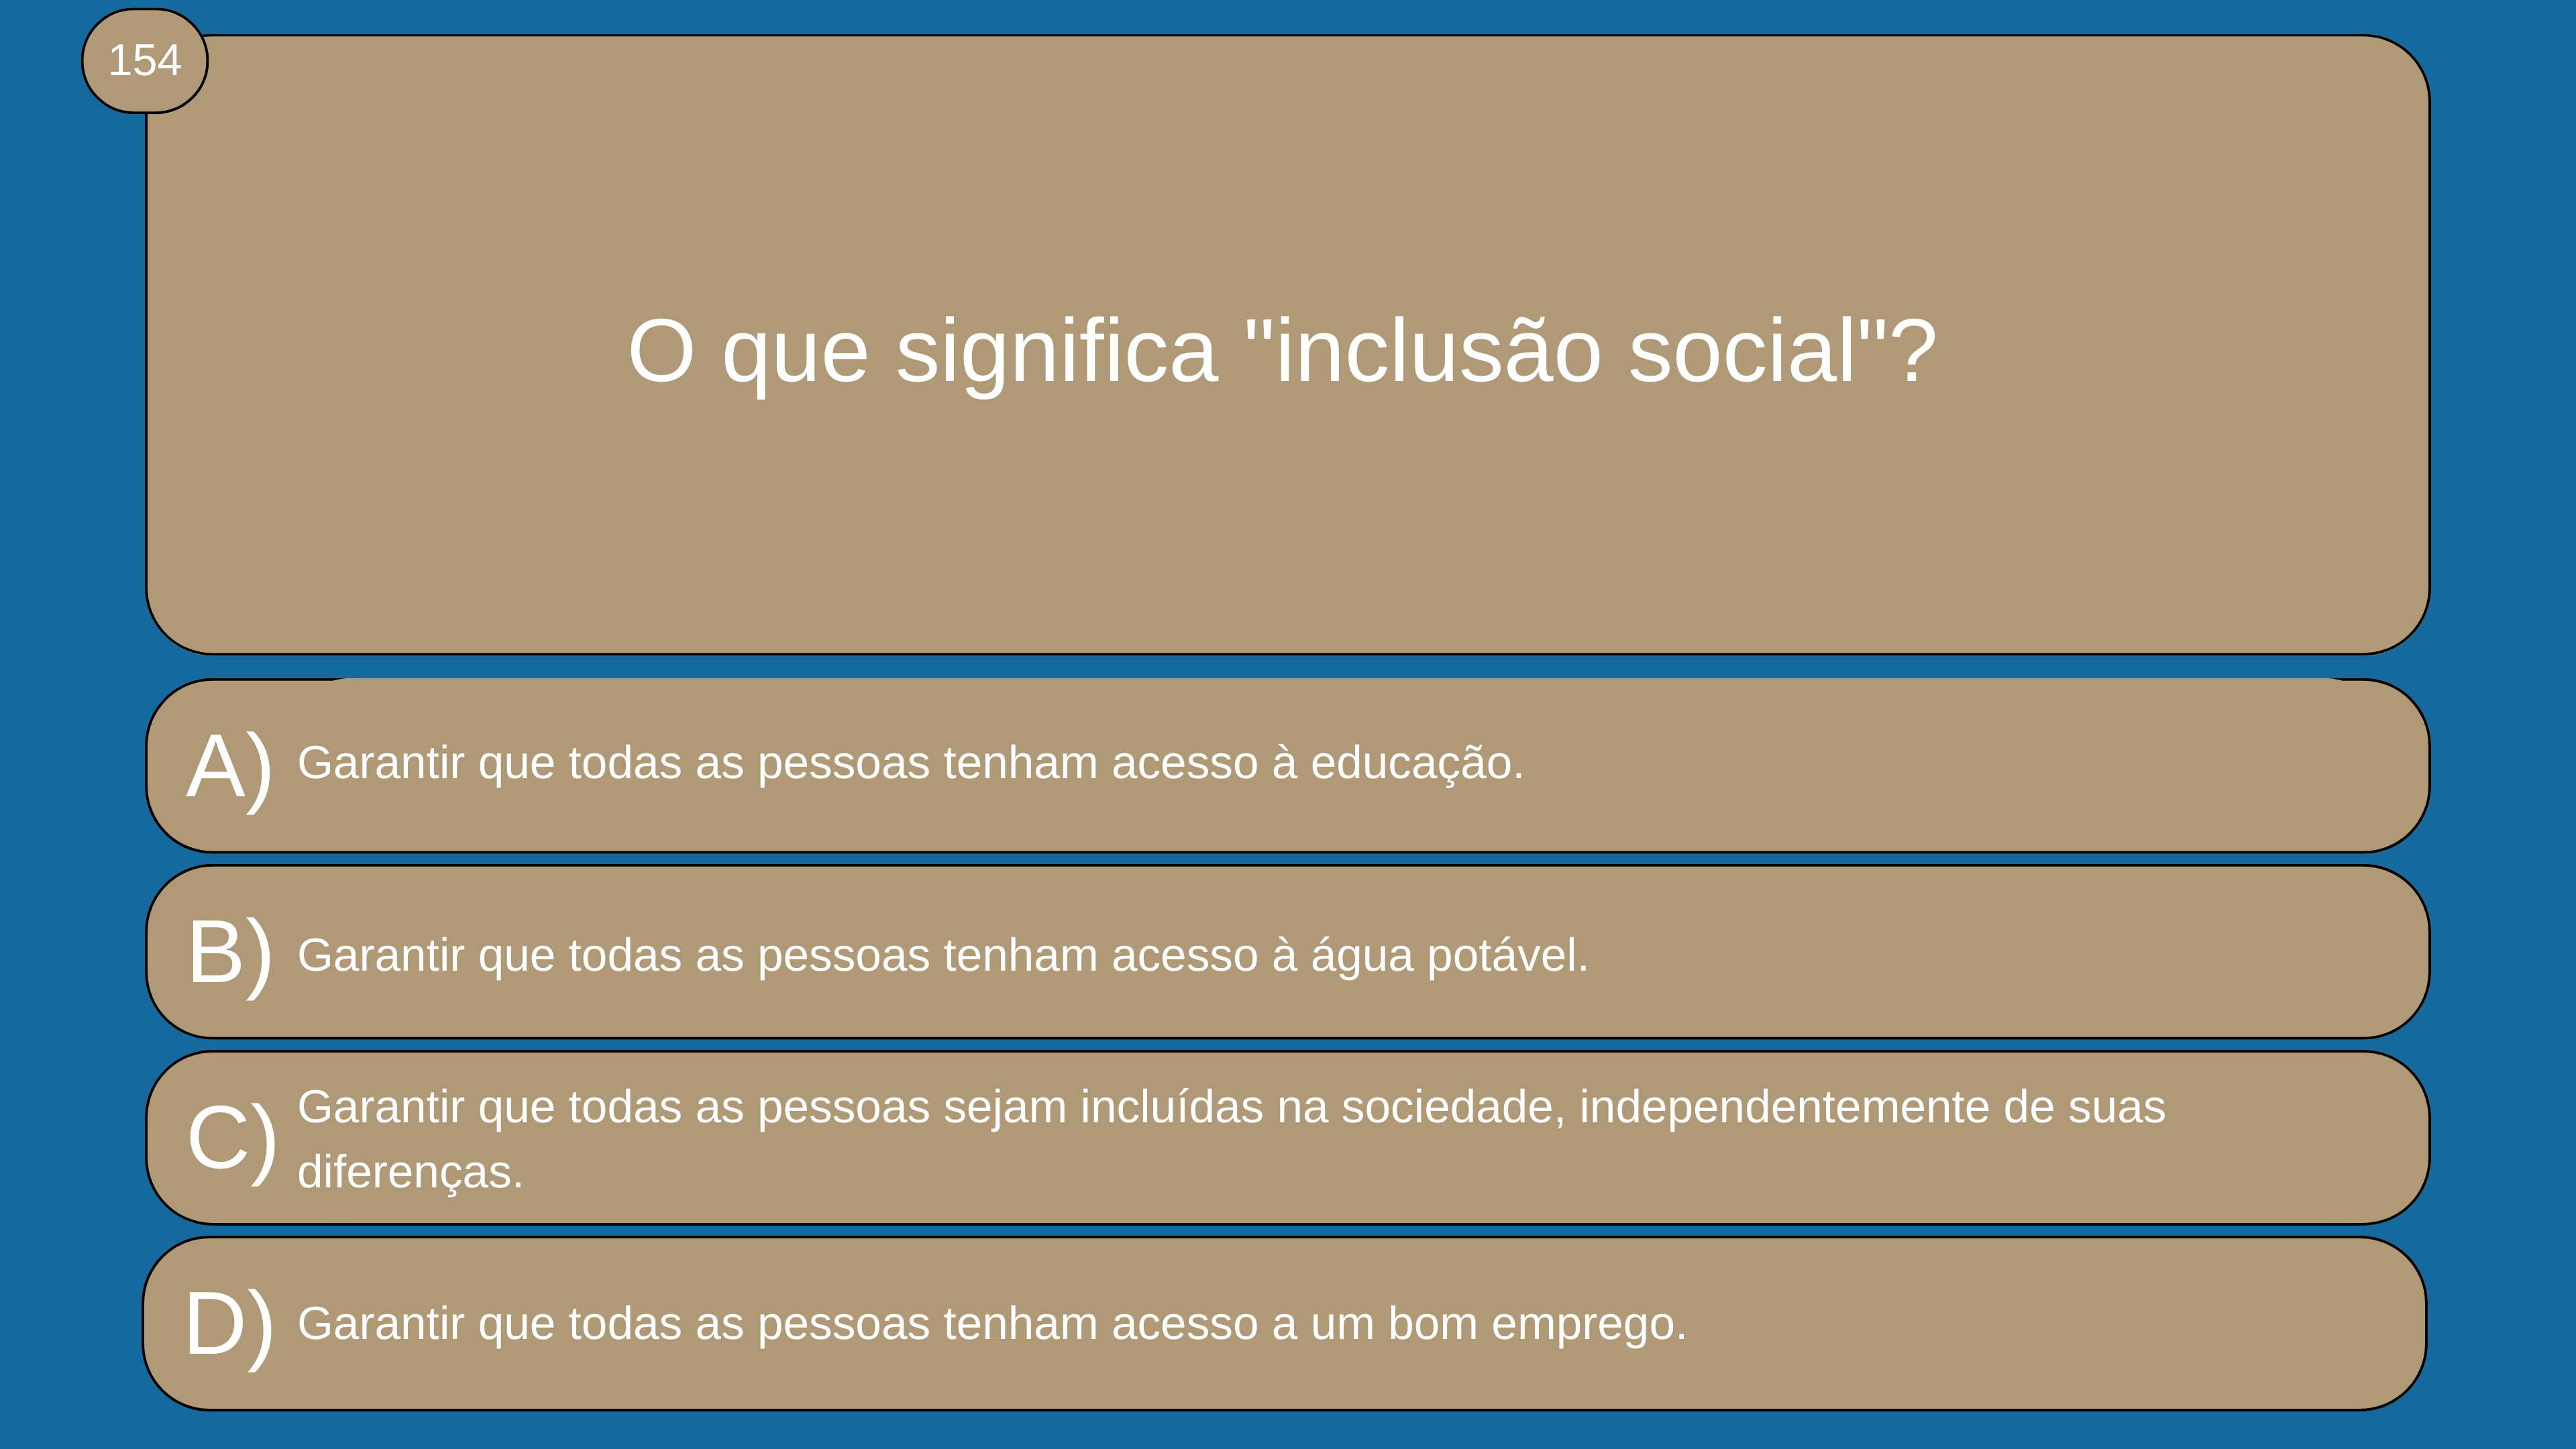 154
O que significa "inclusão social"?
A) Garantir que todas as pessoas tenham acesso à educação.
B) Garantir que todas as pessoas tenham acesso à água potável.
C) Garantir que todas as pessoas sejam incluídas na sociedade, independentemente de suas
diferenças.
D) Garantir que todas as pessoas tenham acesso a um bom emprego.